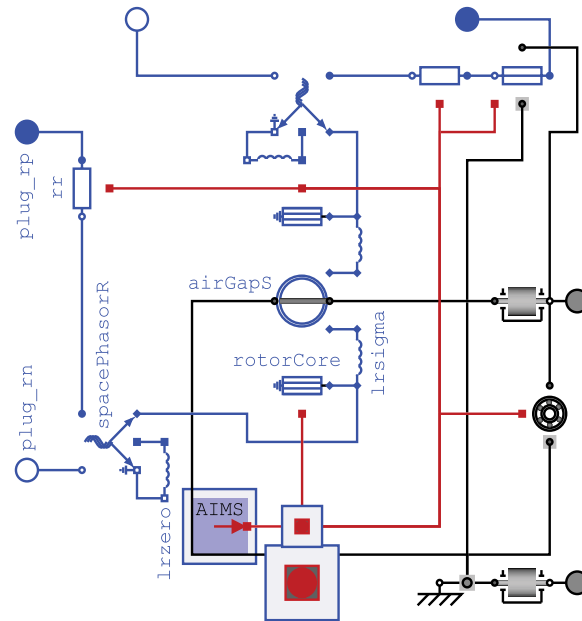 plug_rp
rr
airGapS
spacePhasorR
rotorCore
lrsigma
plug_rn
AIMS
lrzero